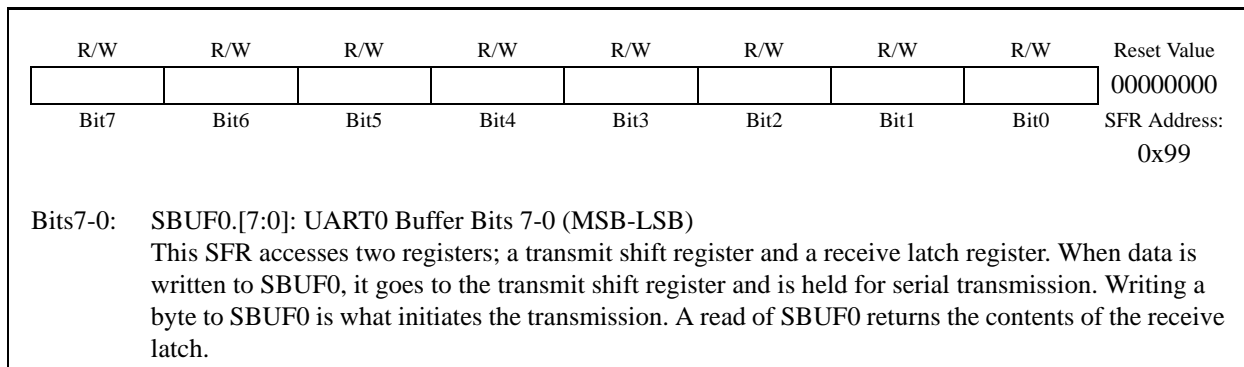 R/W R/W R/W R/W R/W R/W R/W R/W Reset Value
00000000
Bit7 Bit6 Bit5 Bit4 Bit3 Bit2 Bit1 Bit0 SFR Address:
0x99
Bits7-0: SBUF0.[7:0]: UART0 Buffer Bits 7-0 (MSB-LSB)
This SFR accesses two registers; a transmit shift register and a receive latch register. When data is
written to SBUF0, it goes to the transmit shift register and is held for serial transmission. Writing a
byte to SBUF0 is what initiates the transmission. A read of SBUF0 returns the contents of the receive
latch.